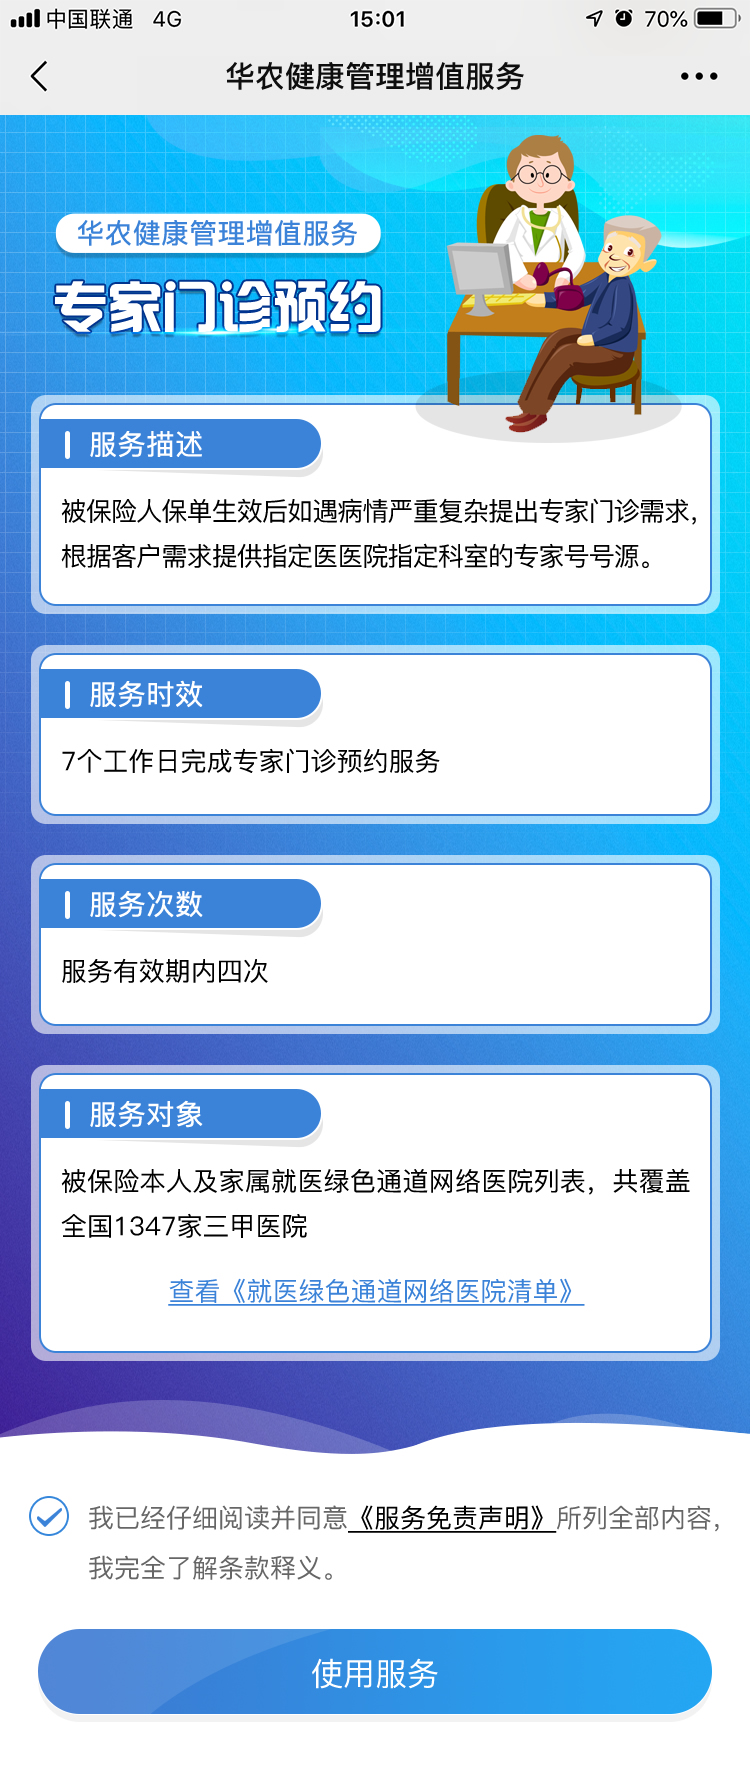 中国联通 4G 15:01 70%
华农健康管理增值服务
华农健康管理增值服务
专家门诊预约
服务描述
被保险人保单生效后如遇病情严重复杂提出专家门诊需求,
根据客户需求提供指定医医院指定科室的专家号号源。
服务时效
7个工作日完成专家门诊预约服务
服务次数
服务有效期内四次
服务对象
被保险本人及家属就医绿色通道网络医院列表，共覆盖
全国1347家三甲医院
查看《就医绿色通道网络医院清单》
我已经仔细阅读并同意《服务免责声明》所列全部内容，
我完全了解条款释义。
使用服务